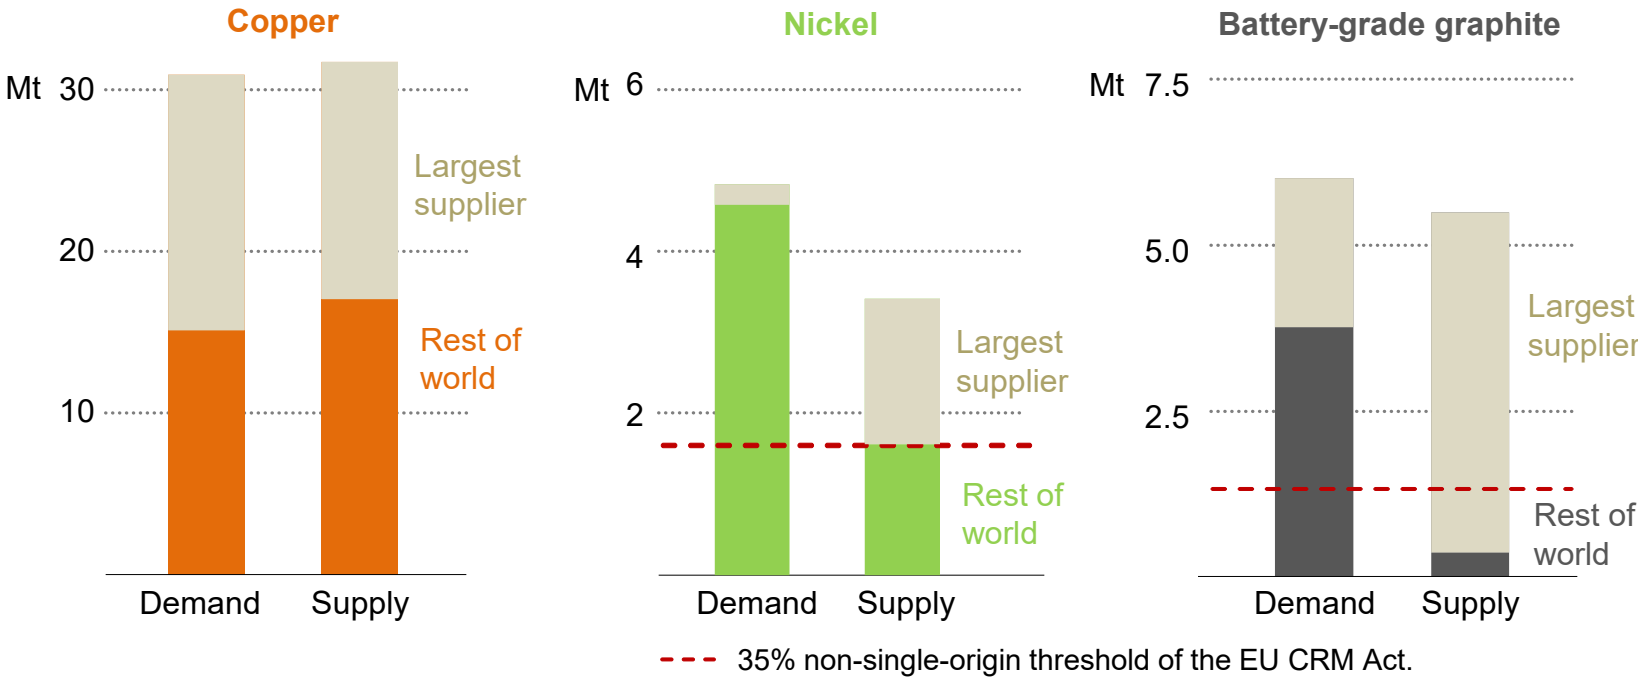 Copper
Mt
30
20
10
Largest
supplier
Rest of
world
Demand
Supply
Nickel
Mt
6
4
2
Largest
supplier
Rest of
world
Demand
Supply
Battery-grade graphite
Mt
7.5
5.0
2.5
Largest
supplier
Rest of
world
Demand
Supply
35% non-single-origin threshold of the EU CRM Act.